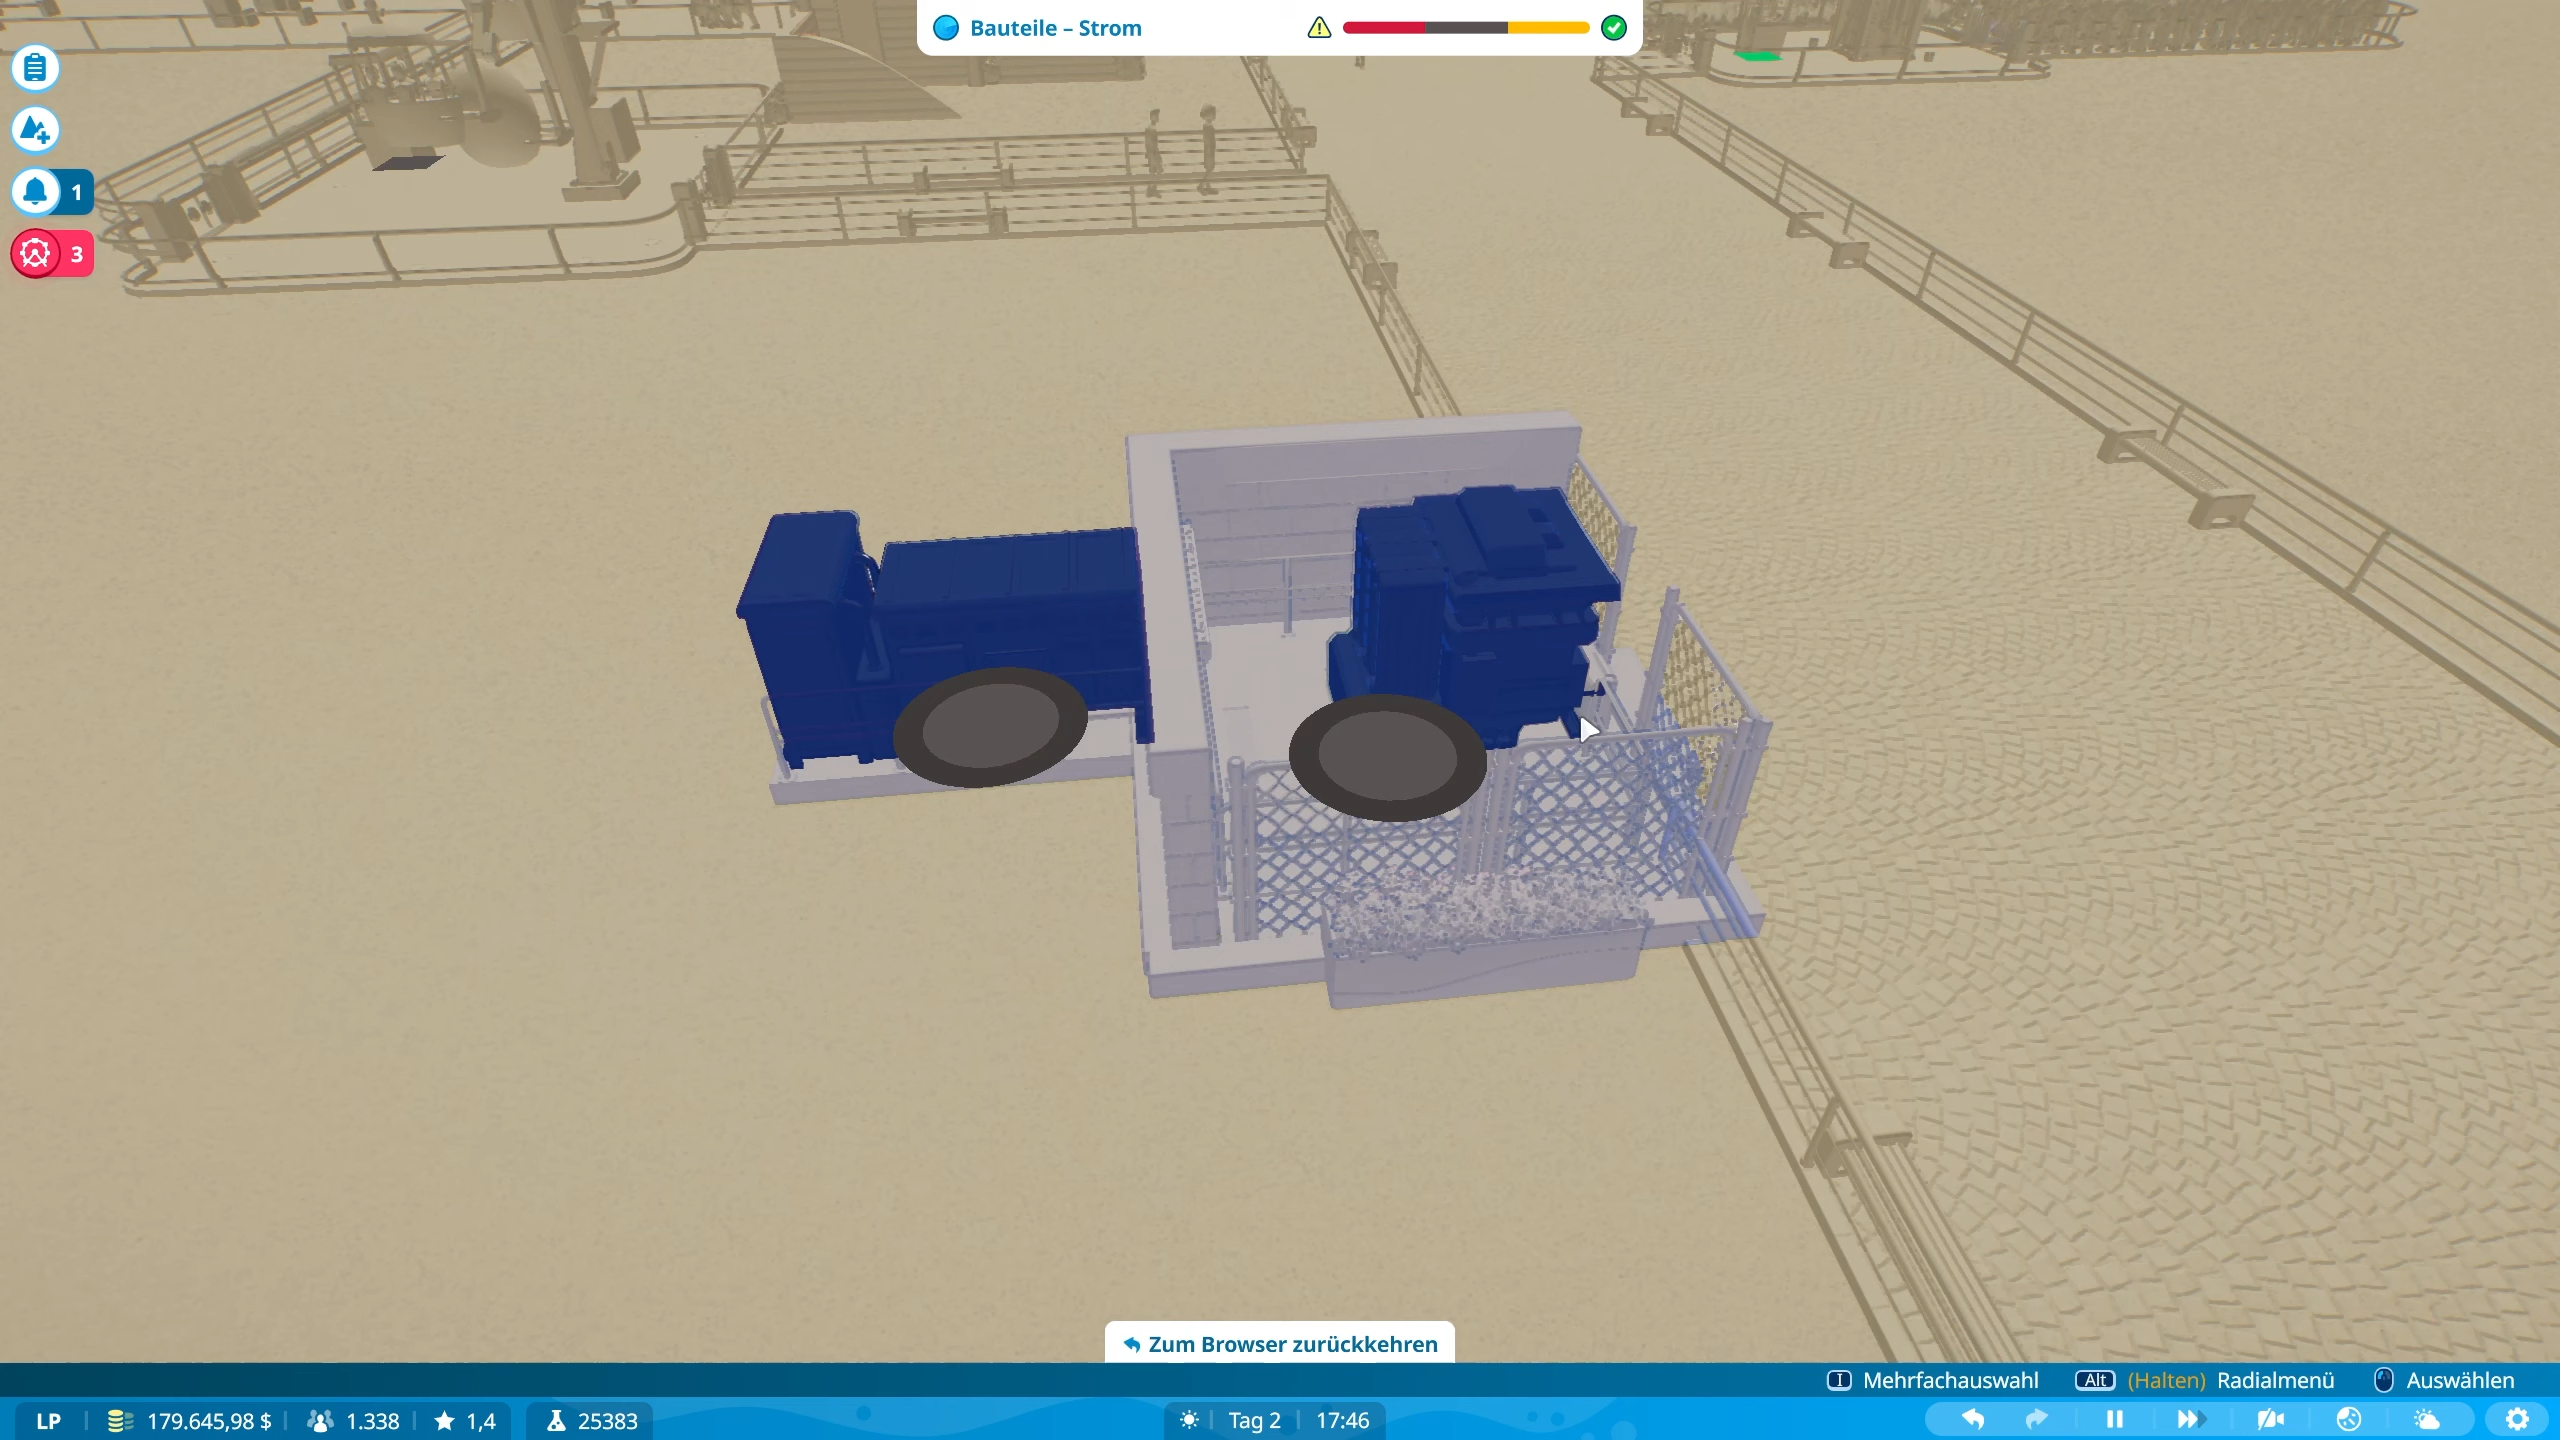 Bauteile – Strom
1
3
Zum Browser zurückkehren
I Mehrfachauswahl Alt (Halten) Radialmenü Auswählen
LP 179.645,98 $ 1.338 1,4 25383 Tag 2 17:46